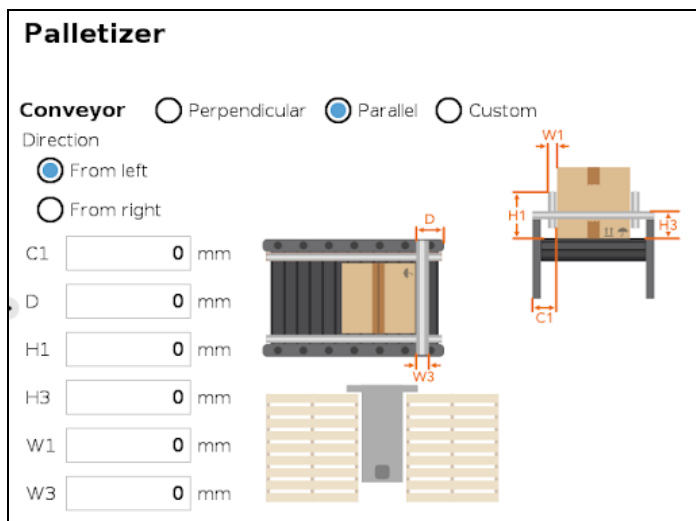 Palletizer
Conveyor Perpendicular Parallel Custom
Direction
From left
From right
C1 0 mm
D 0 mm
H1 0 mm
H3 0 mm
W1 0 mm
W3 0 mm
D
W3
W1
H1
H3
C1